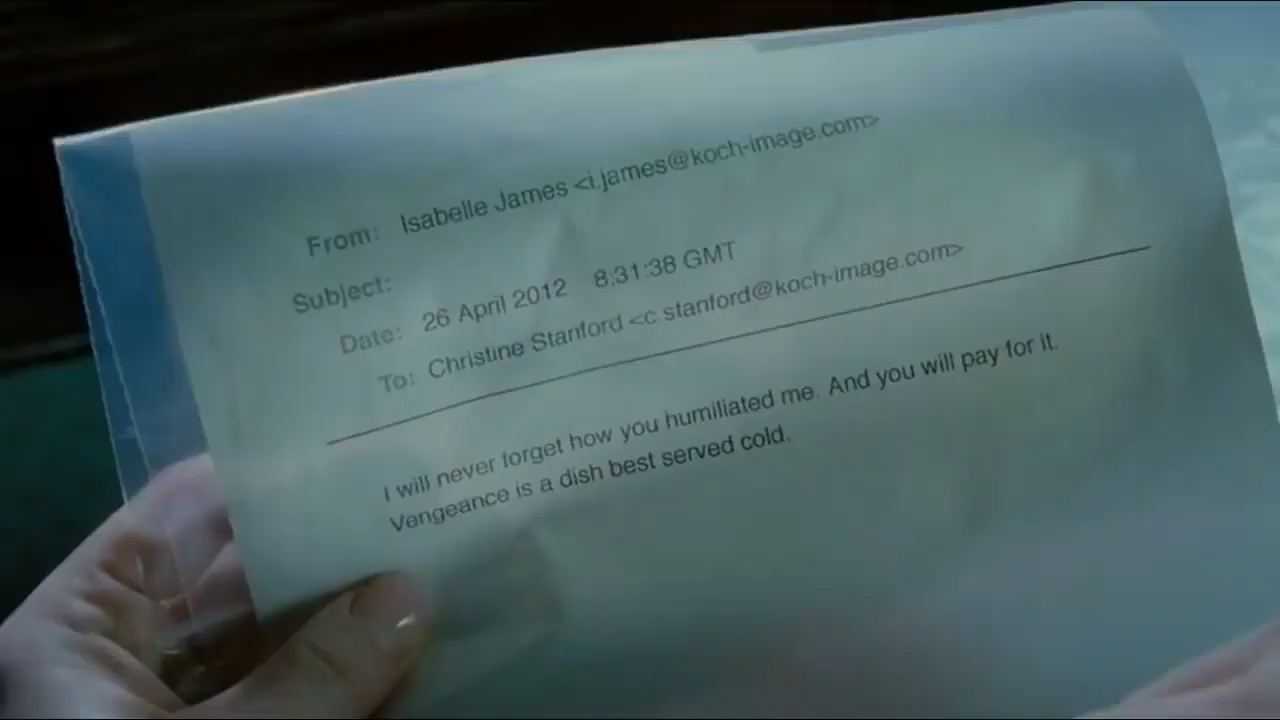 From: Isabelle James <i.james@koch-image.com>
Subject:
Date: 26 April 2012 8:31:38 GMT
To: Christine Stanford <c stanford@koch-image.com>
I will never forget how you humiliated me. And you will pay for it.
Vengeance is a dish best served cold.